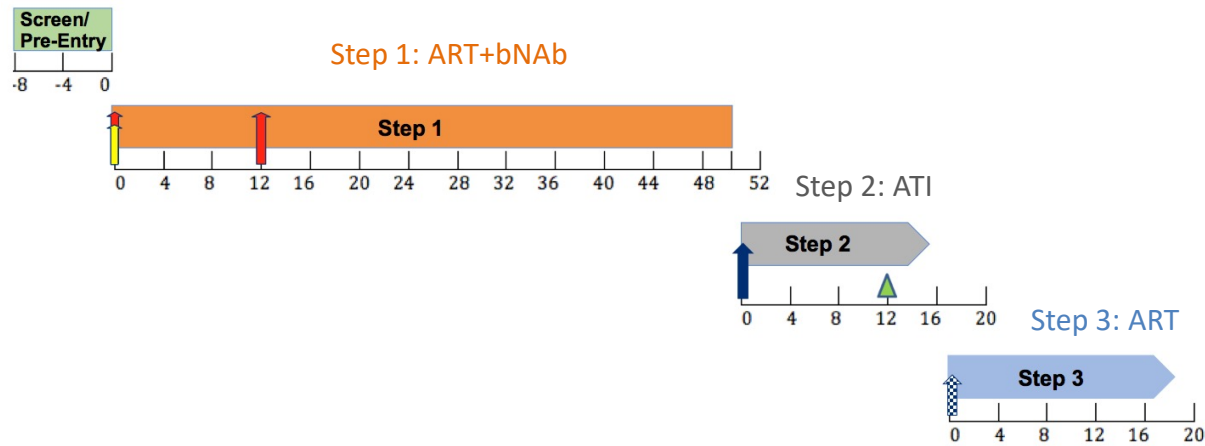 Screen/
Pre-Entry
-8 -4 0
Step 1: ART+bNAb
Step 1
0 4 8 12 16 20 24 28 32 36 40 44 48 52
Step 2: ATI
Step 2
0 4 8 12 16 20
Step 3: ART
Step 3
0 4 8 12 16 20